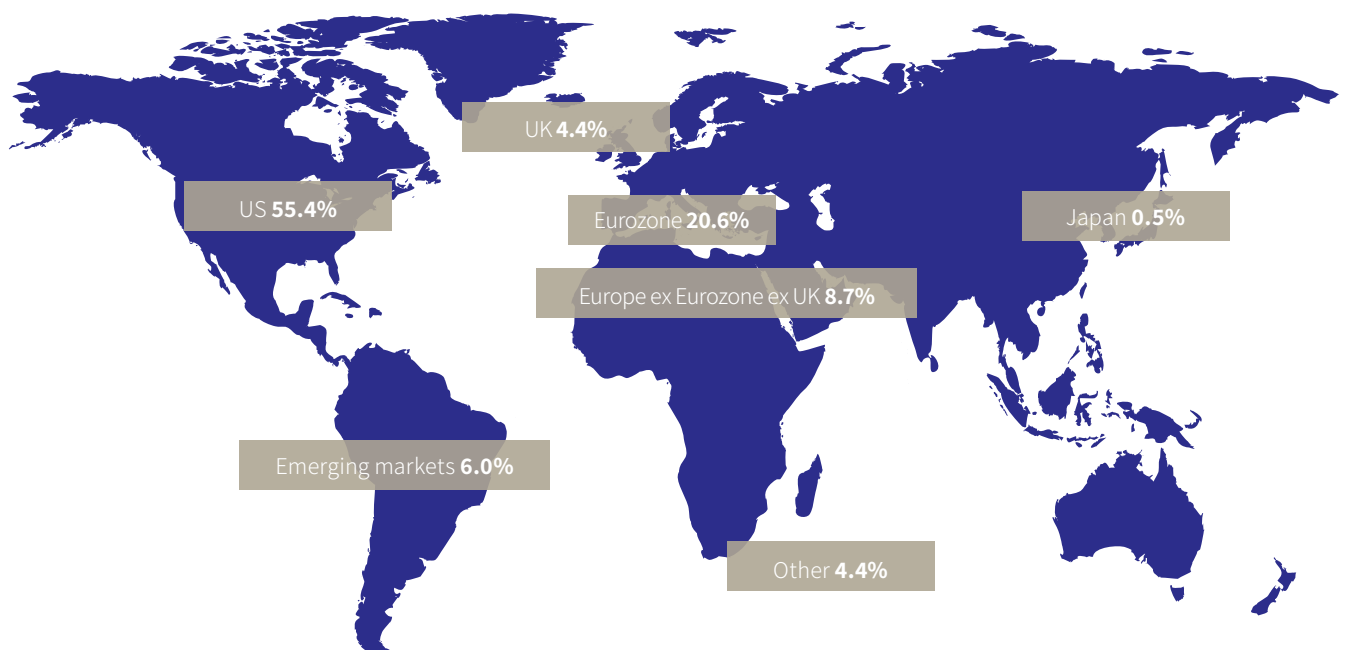 UK 4.4%
US 55.4%
Eurozone 20.6%
Japan 0.5%
Europe ex Eurozone ex UK 8.7%
Emerging markets 6.0%
Other 4.4%